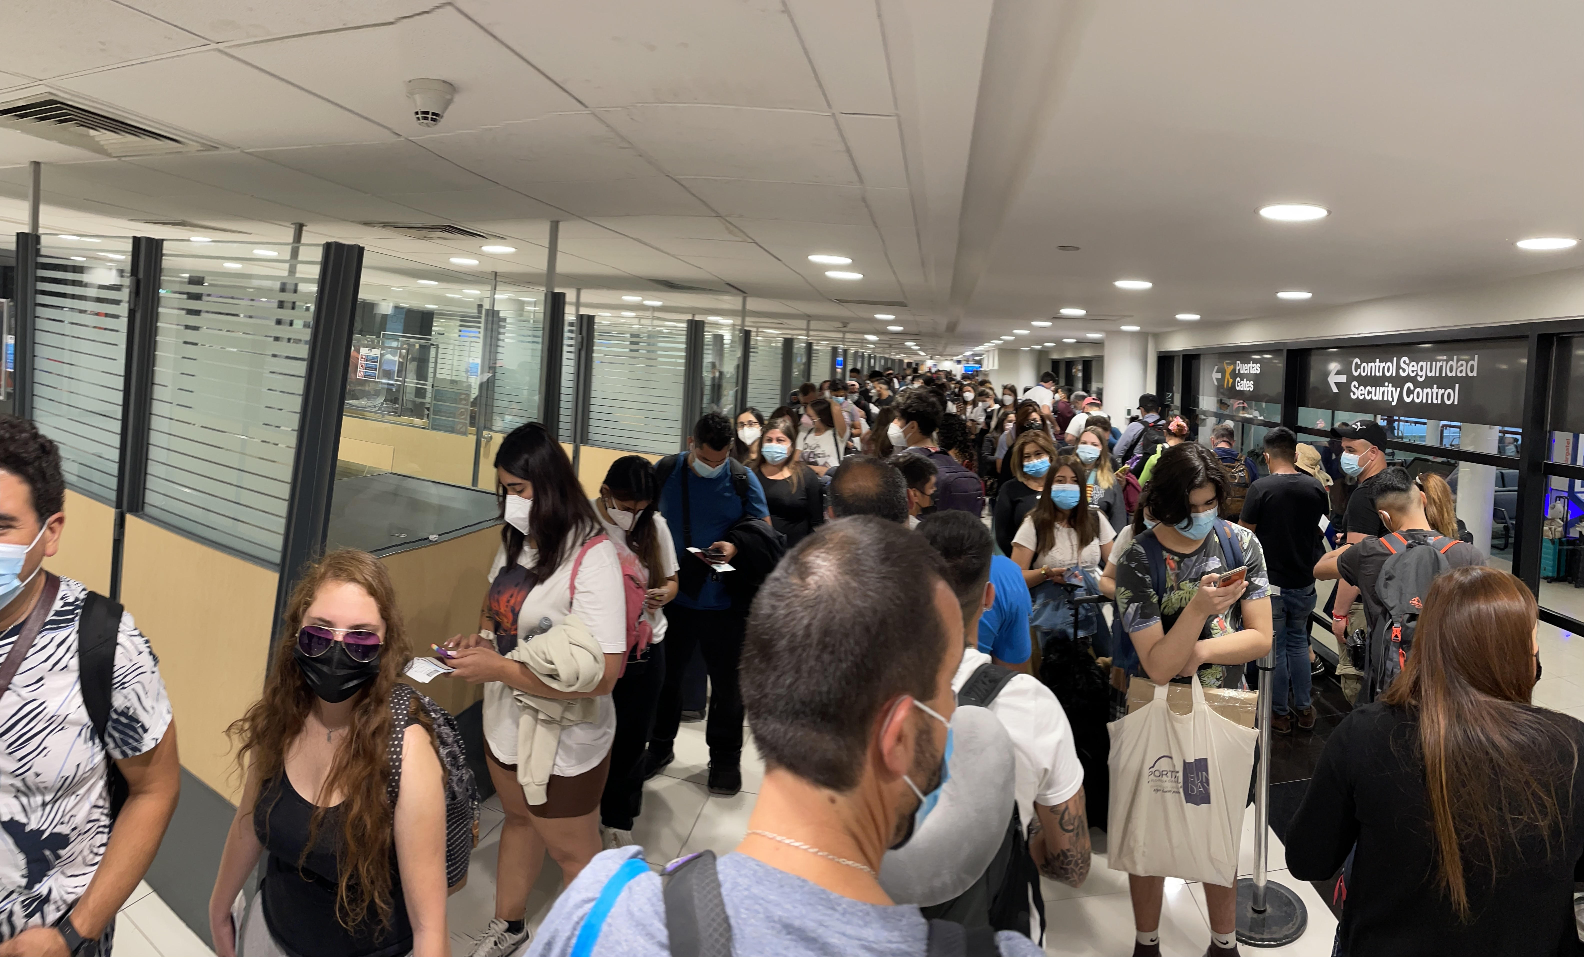 Puertas
Gates
Control Seguridad
Security Control